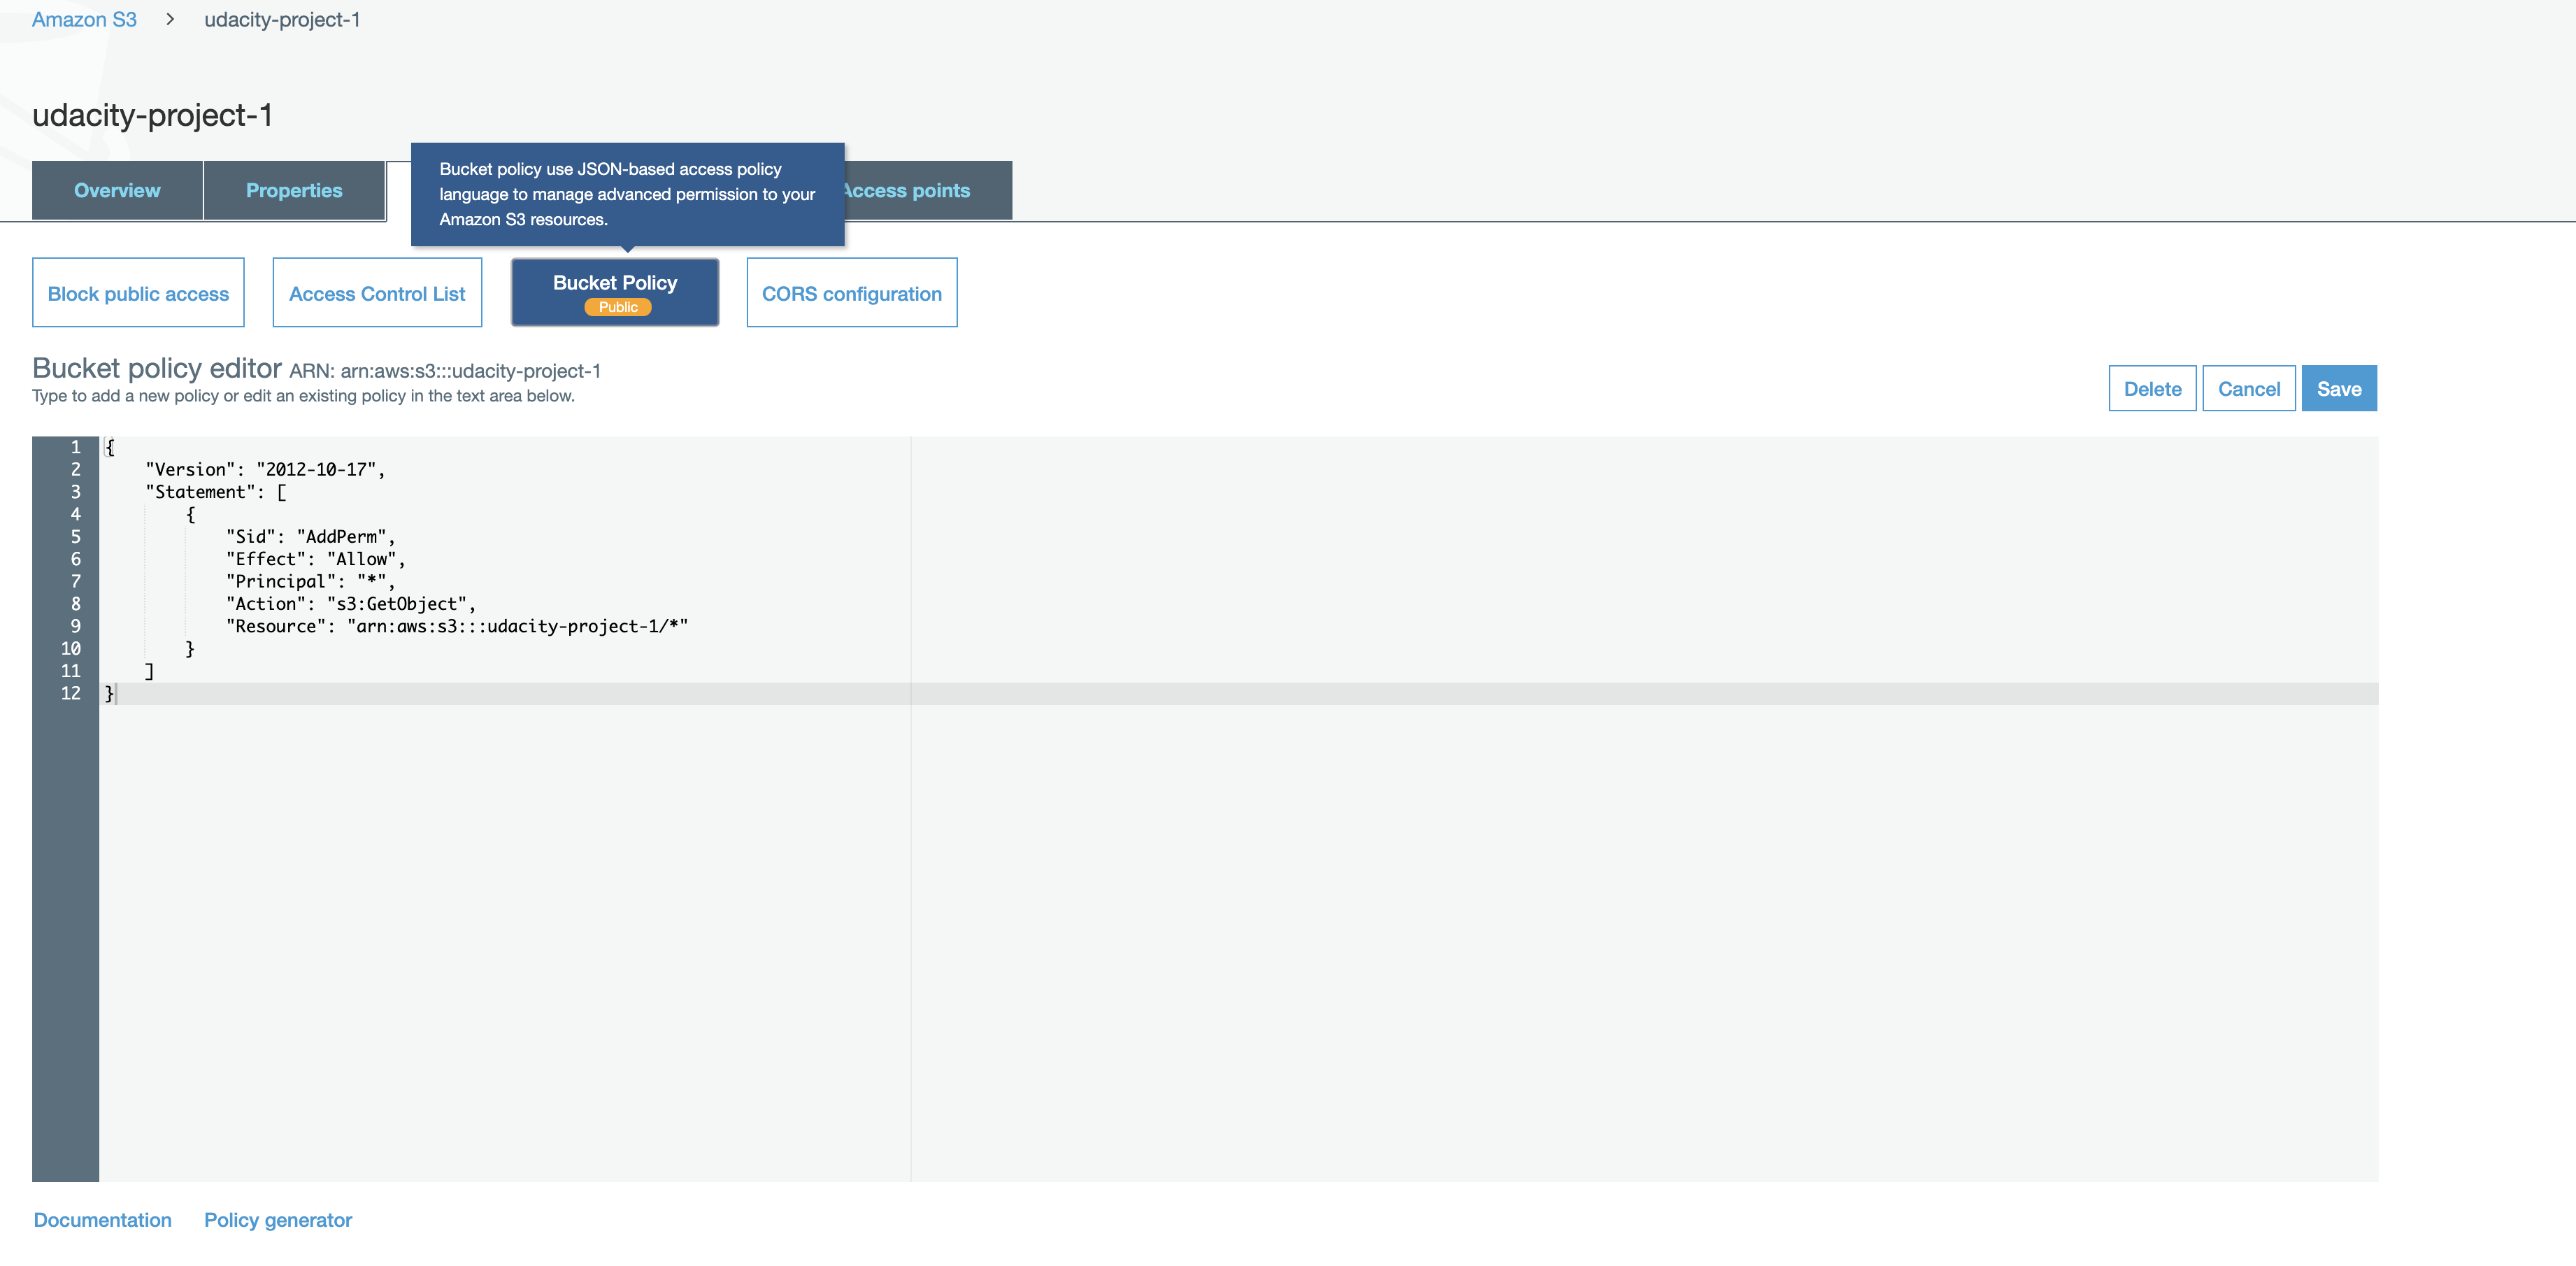 Amazon S3 > udacity-project-1
udacity-project-1
Overview
Properties
Bucket policy use JSON-based access policy
language to manage advanced permission to your
Amazon S3 resources.
Access points
Block public access
Access Control List
Bucket Policy
Public
CORS configuration
Bucket policy editor ARN: arn:aws:s3:::udacity-project-1
Type to add a new policy or edit an existing policy in the text area below.
Delete
Cancel
Save
1 {
2 "Version": "2012-10-17",
3 "Statement": [
4 {
5 "Sid": "AddPerm",
6 "Effect": "Allow",
7 "Principal": "*",
8 "Action": "s3:GetObject",
9 "Resource": "arn:aws:s3:::udacity-project-1/*"
10 }
11 ]
12 }
Documentation
Policy generator